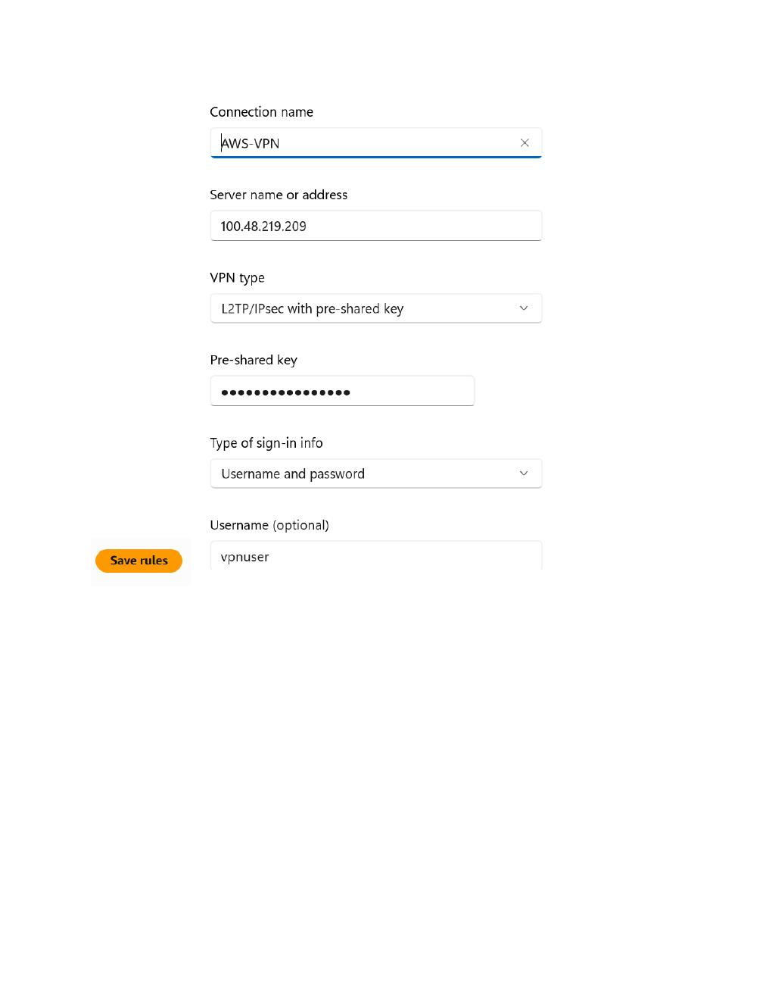 Connection name
AWS-VPN
Server name or address
100.48.219.209
VPN type
L2TP/IPsec with pre-shared key
Pre-shared key
••••••••••••••••
Type of sign-in info
Username and password
Username (optional)
vpnuser
Save rules